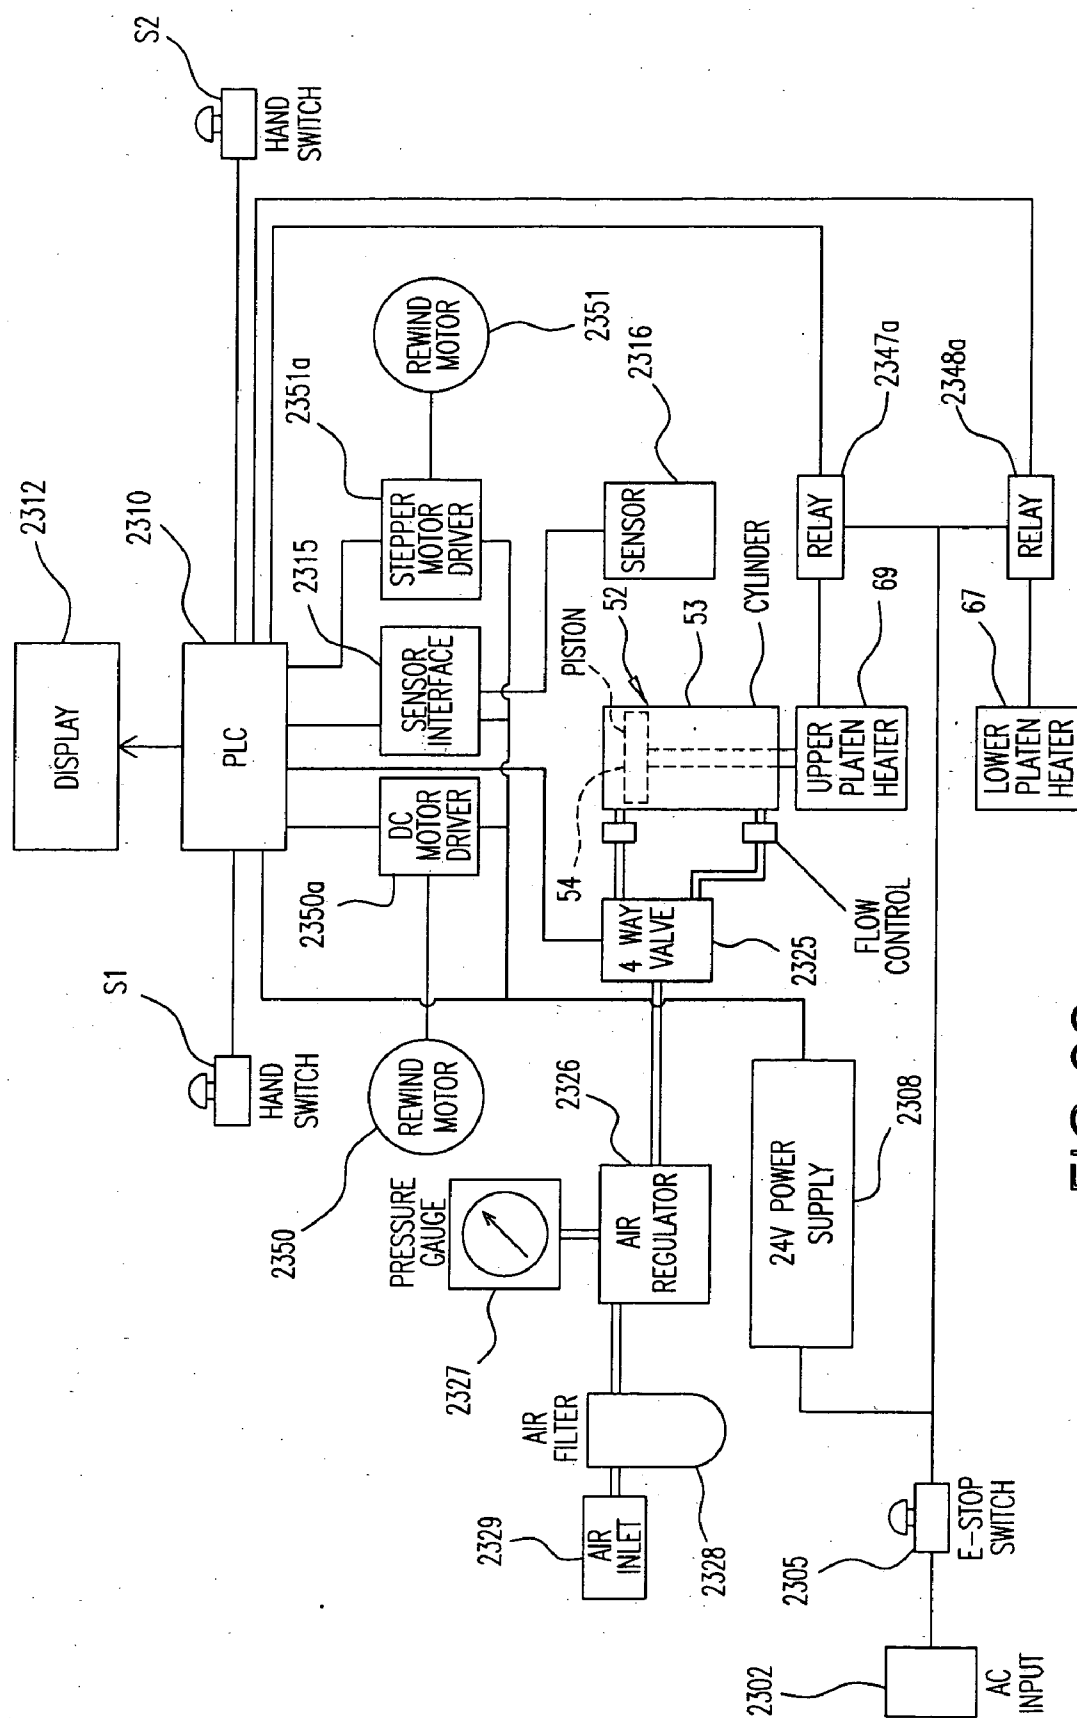 S2
HAND
SWITCH
2312
DISPLAY
2310
PLC
S1
HAND
SWITCH
2351a
STEPPER
MOTOR
DRIVER
REWIND
MOTOR
2351
2315
SENSOR
INTERFACE
2316
SENSOR
DC
MOTOR
DRIVER
2350a
REWIND
MOTOR
2350
PISTON
52
53
CYLINDER
54
4 WAY
VALVE
2325
FLOW
CONTROL
2347a
RELAY
69
UPPER
PLATEN
HEATER
2348a
RELAY
67
LOWER
PLATEN
HEATER
PRESSURE
GAUGE
2327
2326
AIR
REGULATOR
AIR
FILTER
2328
2329
AIR
INLET
24V POWER
SUPPLY
2308
2305
E-STOP
SWITCH
2302
AC
INPUT